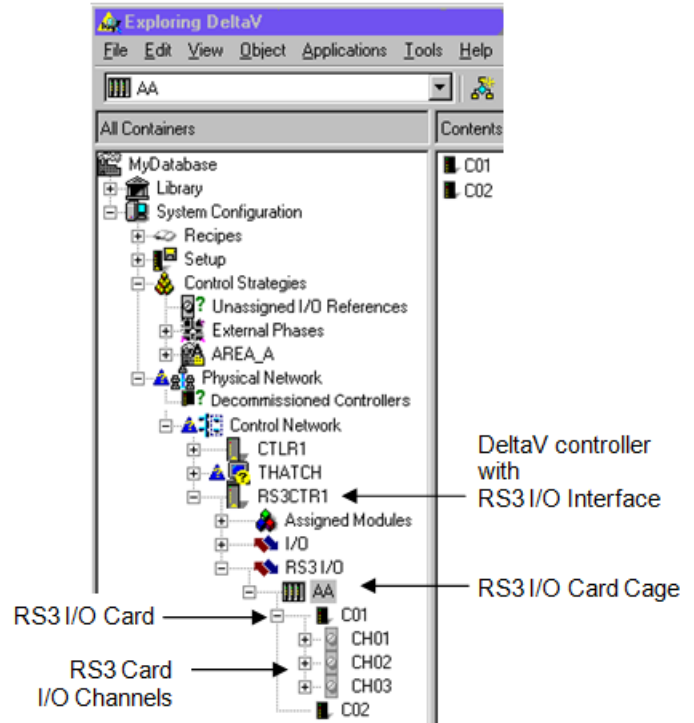 Exploring DeltaV
File Edit View Object Applications Tools Help
AA
All Containers
Contents
MyDatabase
C01
Library
C02
System Configuration
Recipes
Setup
Control Strategies
? Unassigned I/O References
External Phases
AREA_A
Physical Network
? Decommissioned Controllers
Control Network
CTLR1
THATCH
RS3CTR1
DeltaV controller
with
RS3 I/O Interface
Assigned Modules
I/O
RS3 I/O
AA
RS3 I/O Card Cage
RS3 I/O Card
C01
CH01
CH02
CH03
RS3 Card
I/O Channels
C02